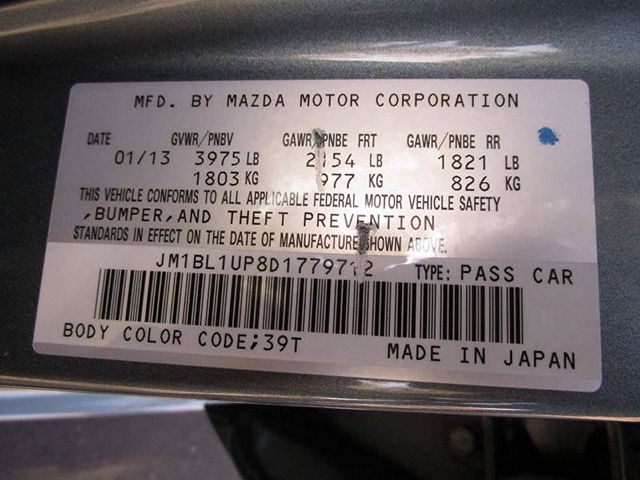 MFD. BY MAZDA MOTOR CORPORATION
DATE GVWR/PNBV GAWR/PNBE FRT GAWR/PNBE RR
01/13 3975 LB 2154 LB 1821 LB
1803 KG 977 KG 826 KG
THIS VEHICLE CONFORMS TO ALL APPLICABLE FEDERAL MOTOR VEHICLE SAFETY
,BUMPER,AND THEFT PREVENTION
STANDARDS IN EFFECT ON THE DATE OF MANUFACTURE SHOWN ABOVE.
JM1BL1UP8D1779712 TYPE: PASS CAR
BODY COLOR CODE;39T
MADE IN JAPAN